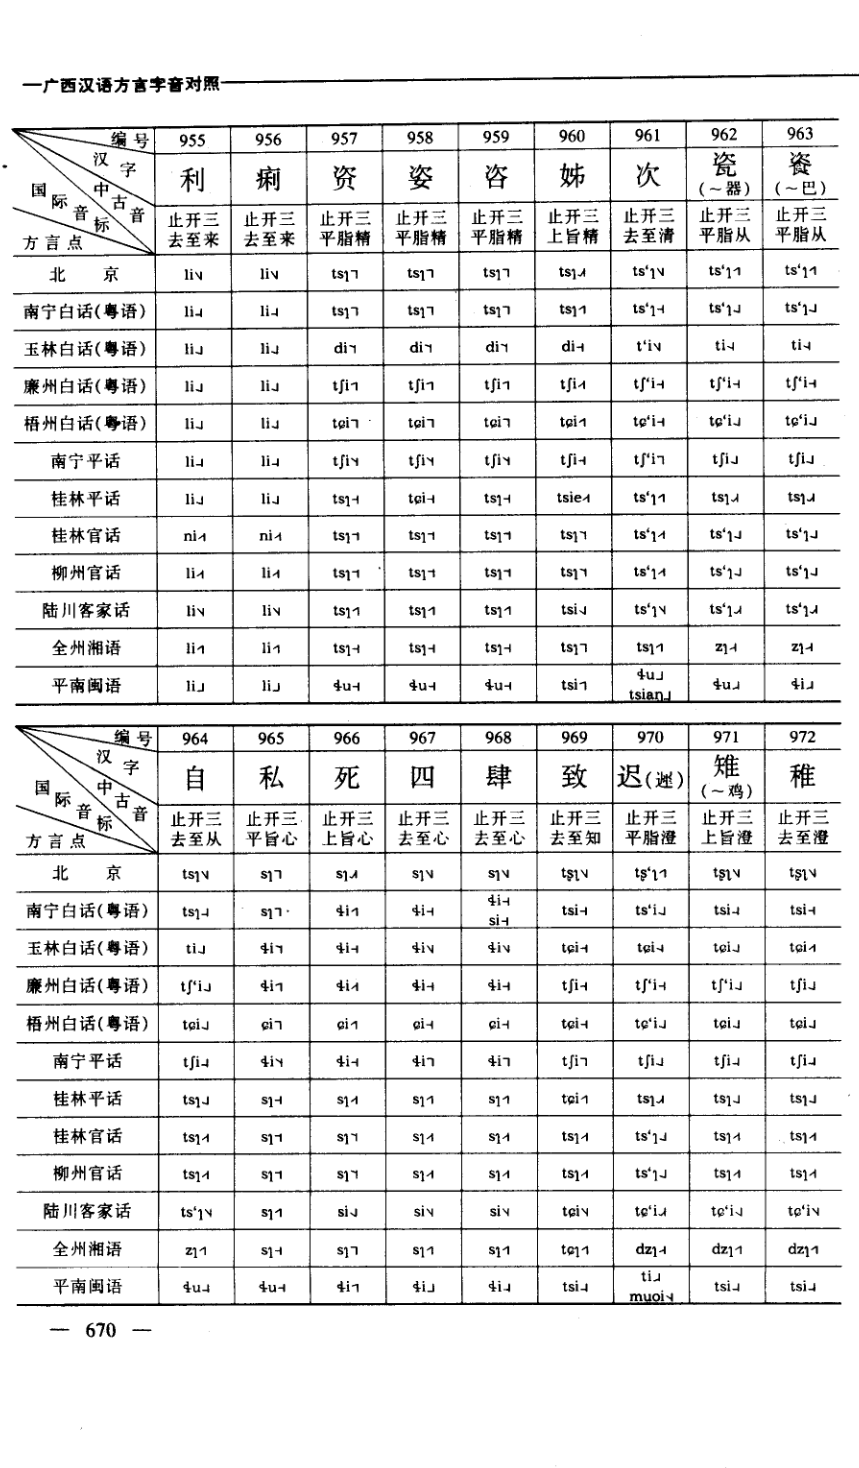 —广西汉语方言字音对照—
编号 955 956 957 958 959 960 961 962 963
汉字 利 痢 资 姿 咨 姊 次 瓷(～器) 餈(～巴)
国际音标 中古音 止开三 止开三 止开三 止开三 止开三 止开三 止开三 止开三 止开三
方言点 去至来 去至来 平脂精 平脂精 平脂精 上旨精 去至清 平脂从 平脂从
北京 li li tsɿ tsɿ tsɿ tsɿ ts‘ɿ ts‘ɿ ts‘ɿ
南宁白话(粤语) li li tsɿ tsɿ tsɿ tsɿ ts‘ɿ ts‘ɿ ts‘ɿ
玉林白话(粤语) li li di di di di t‘i ti ti
廉州白话(粤语) li li tʃi tʃi tʃi tʃi tʃ‘i tʃ‘i tʃ‘i
梧州白话(粤语) li li tɕi tɕi tɕi tɕi tɕ‘i tɕ‘i tɕ‘i
南宁平话 li li tʃi tʃi tʃi tʃi tʃ‘i tʃi tʃi
桂林平话 li li tsɿ tɕi tsɿ tsie ts‘ɿ tsɿ tsɿ
桂林官话 ni ni tsɿ tsɿ tsɿ tsɿ ts‘ɿ ts‘ɿ ts‘ɿ
柳州官话 li li tsɿ tsɿ tsɿ tsɿ ts‘ɿ ts‘ɿ ts‘ɿ
陆川客家话 li li tsɿ tsɿ tsɿ tsi ts‘ɿ ts‘ɿ ts‘ɿ
全州湘语 li li tsɿ tsɿ tsɿ tsɿ tsɿ zɿ zɿ
平南闽语 li li ɬu ɬu ɬu tsi ɬu tsiaŋ ɬu ɬi
编号 964 965 966 967 968 969 970 971 972
汉字 自 私 死 四 肆 致 迟(遲) 雉(～鸡) 稚
国际音标 中古音 止开三 止开三 止开三 止开三 止开三 止开三 止开三 止开三 止开三
方言点 去至从 平旨心 上旨心 去至心 去至心 去至知 平脂澄 上旨澄 去至澄
北京 tsɿ sɿ sɿ sɿ sɿ tʂʅ tʂ‘ʅ tʂʅ tʂʅ
南宁白话(粤语) tsɿ sɿ ɬi ɬi ɬi si tsi ts‘i tsi tsi
玉林白话(粤语) ti ɬi ɬi ɬi ɬi tɕi tɕi tɕi tɕi
廉州白话(粤语) tʃ‘i ɬi ɬi ɬi ɬi tʃi tʃ‘i tʃ‘i tʃi
梧州白话(粤语) tɕi ɕi ɕi ɕi ɕi tɕi tɕ‘i tɕi tɕi
南宁平话 tʃi ɬi ɬi ɬi ɬi tʃi tʃi tʃi tʃi
桂林平话 tsɿ sɿ sɿ sɿ sɿ tɕi tsɿ tsɿ tsɿ
桂林官话 tsɿ sɿ sɿ sɿ sɿ tsɿ ts‘ɿ tsɿ tsɿ
柳州官话 tsɿ sɿ sɿ sɿ sɿ tsɿ ts‘ɿ tsɿ tsɿ
陆川客家话 ts‘ɿ sɿ si si si tɕi tɕ‘i tɕ‘i tɕ‘i
全州湘语 zɿ sɿ sɿ sɿ sɿ dzɿ dzɿ dzɿ
平南闽语 ɬu ɬu ɬi ɬi ɬi tsi ti muoi tsi tsi
— 670 —